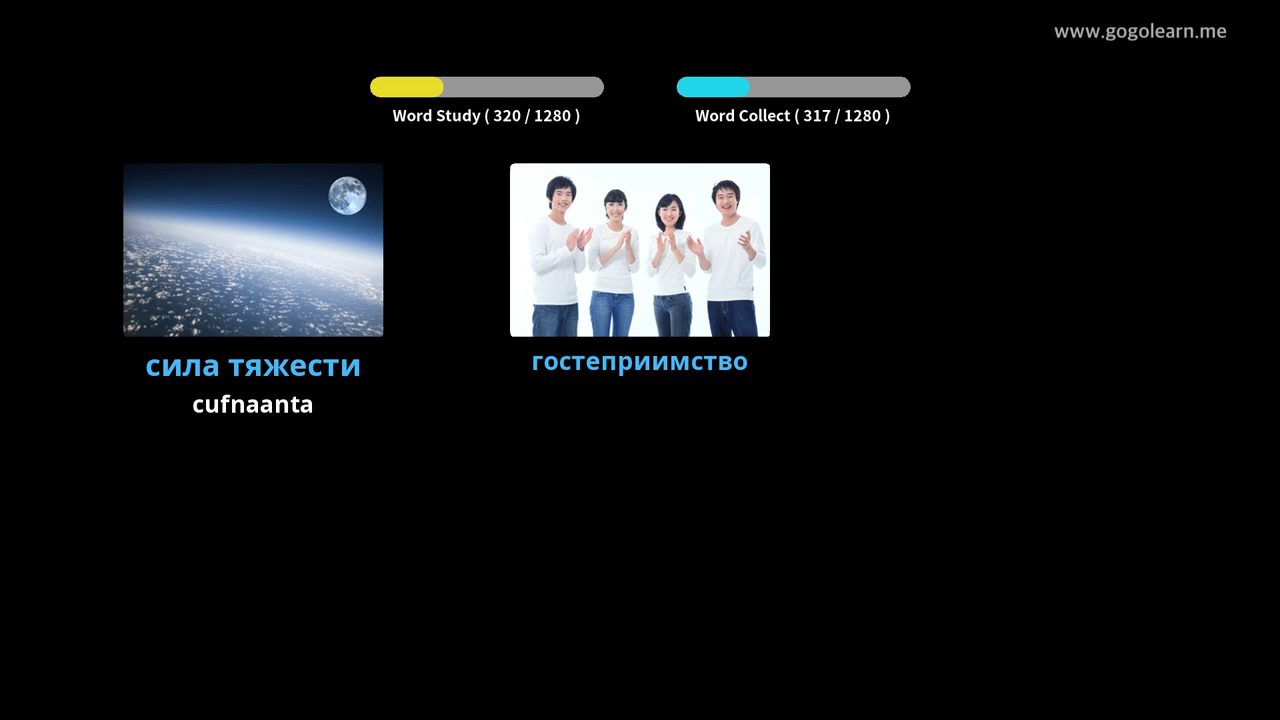 www.gogolearn.me
Word Study ( 320 / 1280 )
Word Collect ( 317 / 1280 )
сила тяжести
cufnaanta
гостеприимство